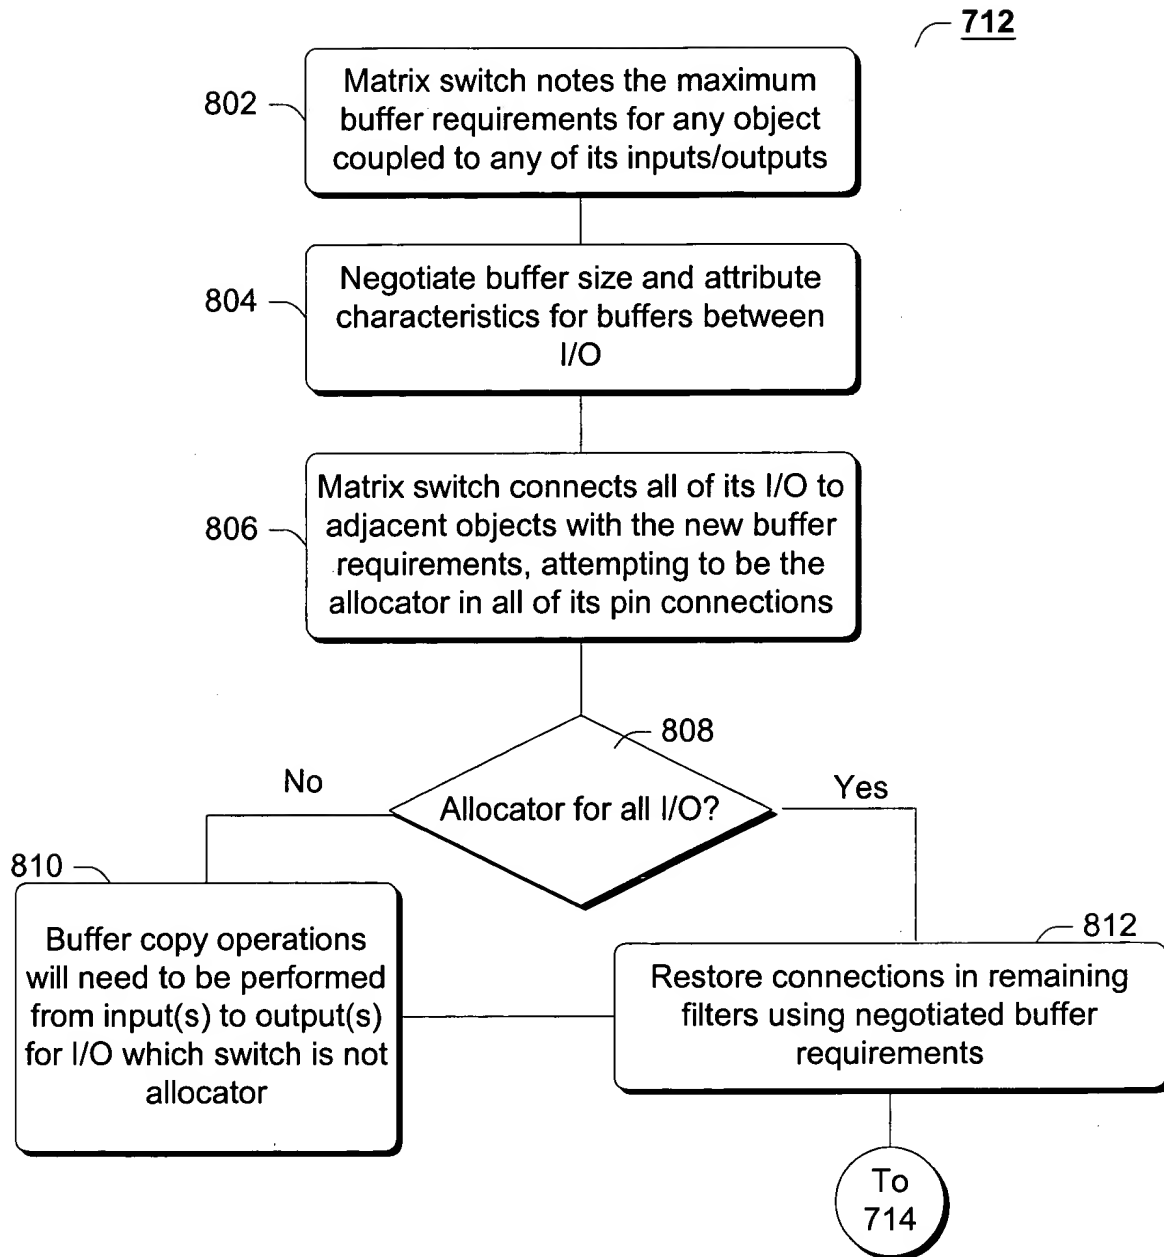 712
802
Matrix switch notes the maximum
buffer requirements for any object
coupled to any of its inputs/outputs
804
Negotiate buffer size and attribute
characteristics for buffers between
I/O
806
Matrix switch connects all of its I/O to
adjacent objects with the new buffer
requirements, attempting to be the
allocator in all of its pin connections
808
Allocator for all I/O?
No
Yes
810
Buffer copy operations
will need to be performed
from input(s) to output(s)
for I/O which switch is not
allocator
812
Restore connections in remaining
filters using negotiated buffer
requirements
To
714